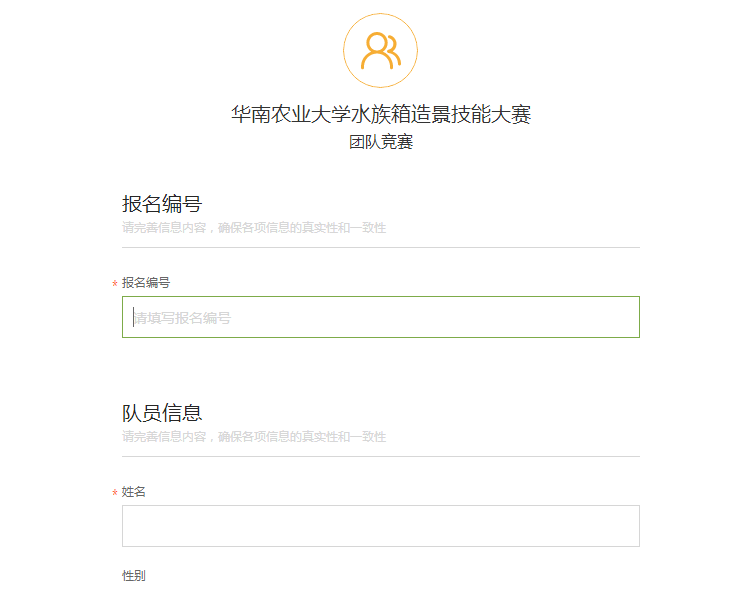 华南农业大学水族箱造景技能大赛
团队竞赛
报名编号
请完善信息内容，确保各项信息的真实性和一致性
* 报名编号
请填写报名编号
队员信息
请完善信息内容，确保各项信息的真实性和一致性
* 姓名
性别